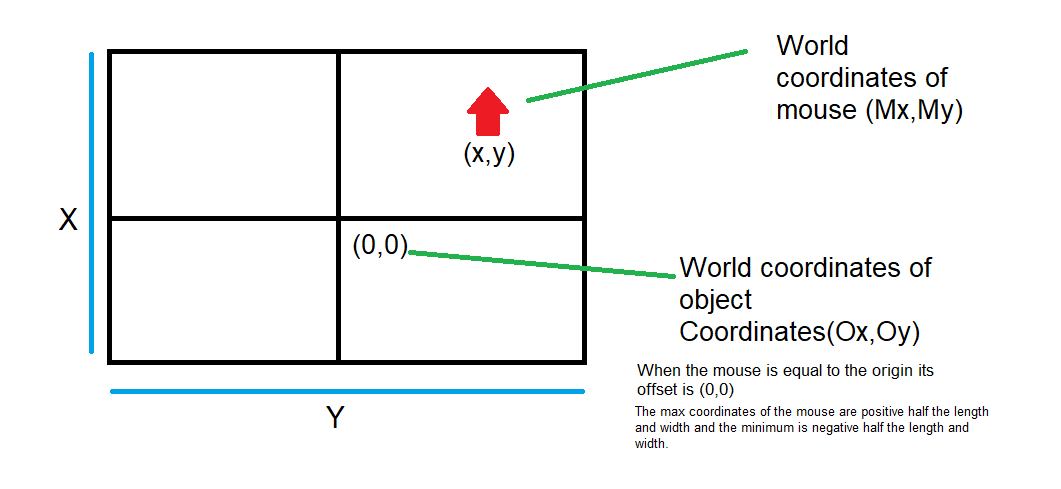 World
coordinates of
mouse (Mx,My)
(x,y)
X
(0,0)
World coordinates of
object
Coordinates(Ox,Oy)
When the mouse is equal to the origin its
offset is (0,0)
The max coordinates of the mouse are positive half the length
and width and the minimum is negative half the length and
width.
Y